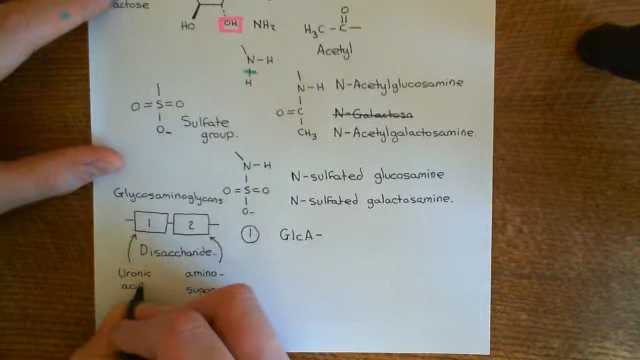 actose
HO OH NH₂
H₃C - C -
O
Acetyl
N - H
H
O = S = O
O-
Sulfate
group.
N - H
O = C
CH₃
N-Acetylglucosamine
N-Galactosa
N-Acetylgalactosamine.
N - H
O = S = O
O-
N-sulfated glucosamine
N-sulfated galactosamine.
Glycosaminoglycans
1 2
Disaccharide.
Uronic
amino-
sugar
1 GlcA-